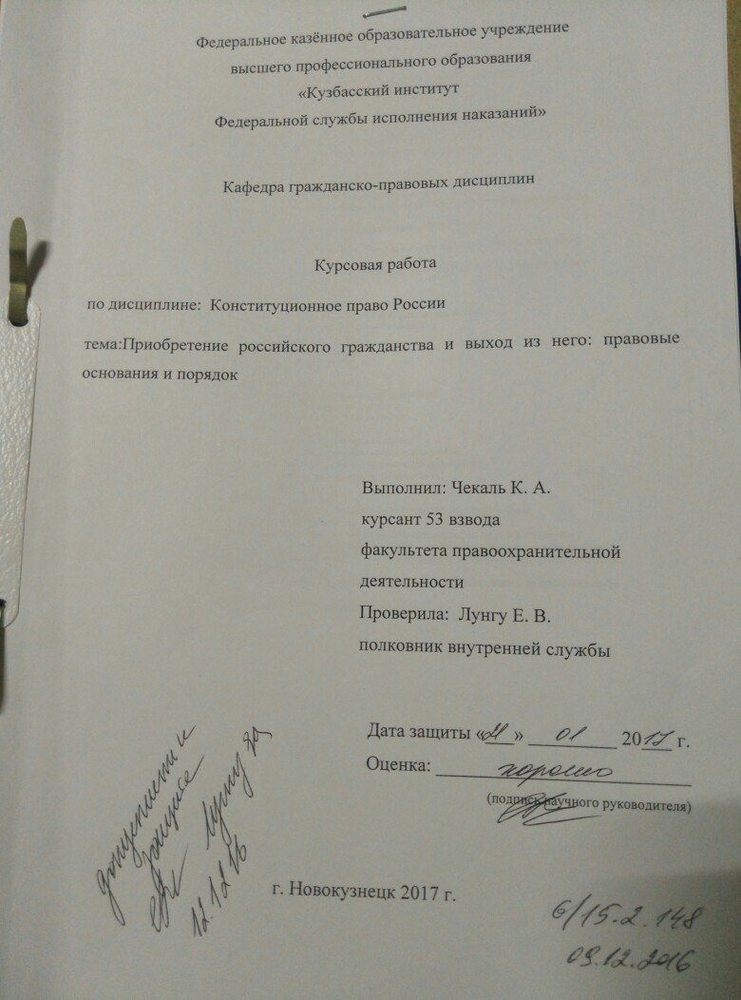 Федеральное казённое образовательное учреждение
высшего профессионального образования
«Кузбасский институт
Федеральной службы исполнения наказаний»
Кафедра гражданско-правовых дисциплин
Курсовая работа
по дисциплине: Конституционное право России
тема:Приобретение российского гражданства и выход из него: правовые
основания и порядок
Выполнил: Чекаль К. А.
курсант 53 взвода
факультета правоохранительной
деятельности
Проверила: Лунгу Е. В.
полковник внутренней службы
Дата защиты « » 01 2017 г.
Оценка: хорошо
(подпись научного руководителя)
защите
Лунгу
12.12.16
г. Новокузнецк 2017 г.
6/15.2.148
09.12.2016